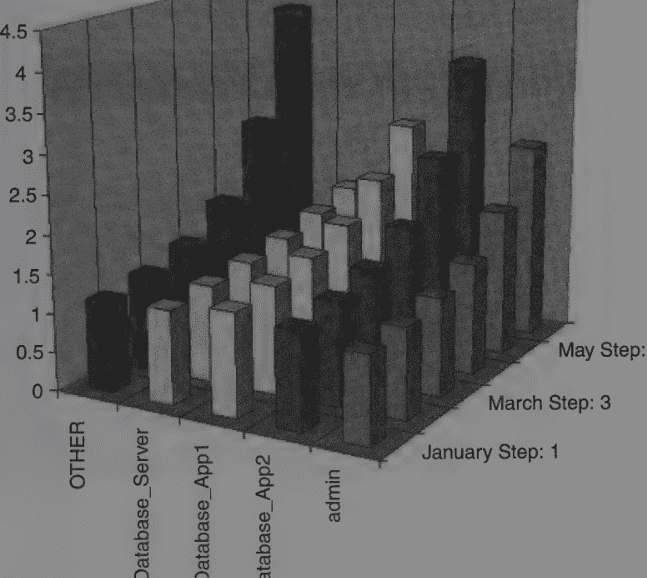 4.5
4
3.5
3
2.5
2
1.5
1
0.5
0
OTHER
Database_Server
Database_App1
atabase_App2
admin
January Step: 1
March Step: 3
May Step: